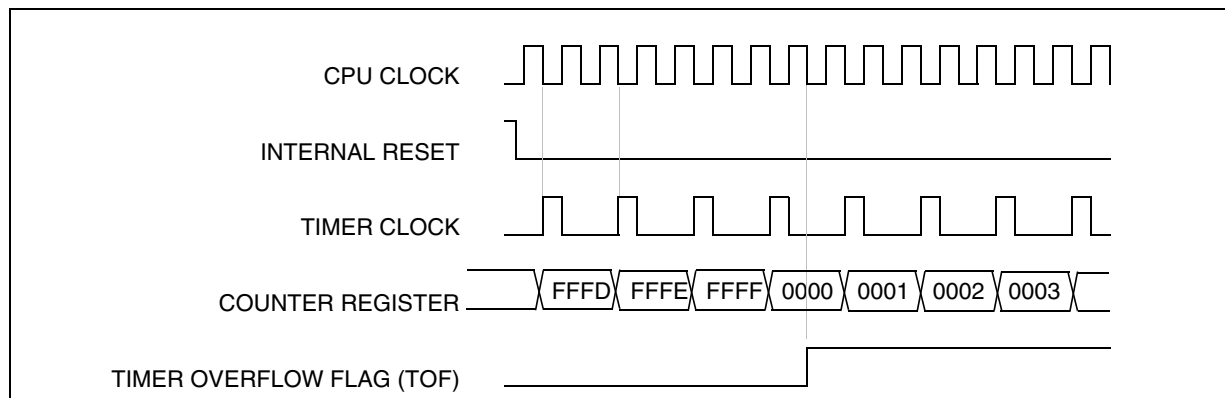 CPU CLOCK
INTERNAL RESET
TIMER CLOCK
COUNTER REGISTER FFFD FFFE FFFF 0000 0001 0002 0003
TIMER OVERFLOW FLAG (TOF)